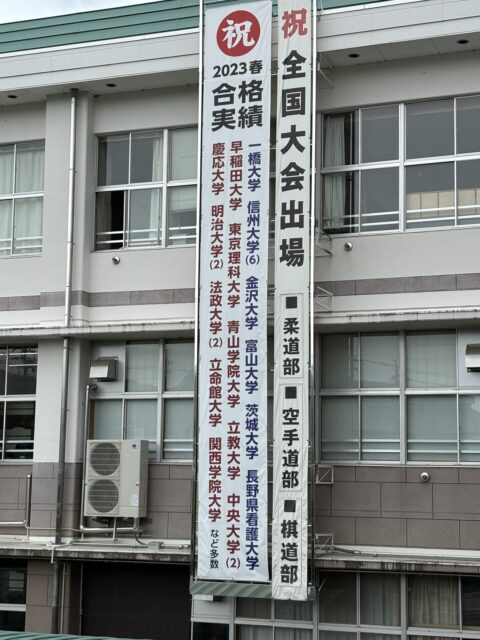 祝
全国大会出場
■柔道部■空手道部■棋道部
祝
2023春
合格
実績
一橋大学 信州大学(6) 金沢大学 富山大学 茨城大学 長野県看護大学
早稲田大学 東京理科大学 青山学院大学 立教大学 中央大学(2)
慶応大学 明治大学(2) 法政大学(2) 立命館大学 関西学院大学 など多数